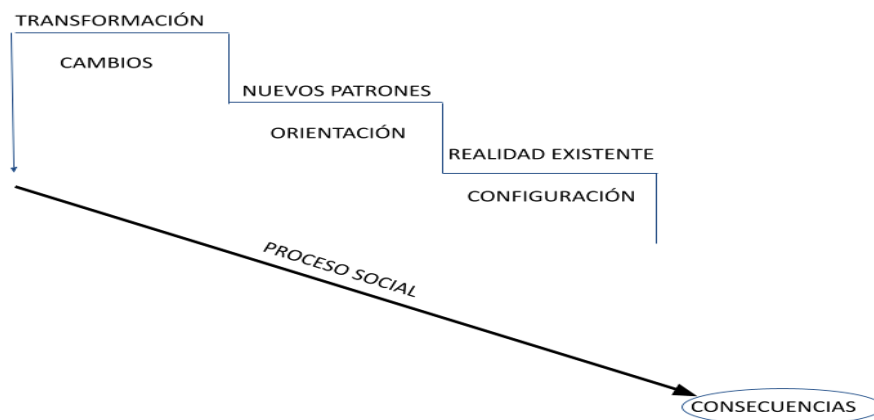 TRANSFORMACIÓN
CAMBIOS
NUEVOS PATRONES
ORIENTACIÓN
REALIDAD EXISTENTE
CONFIGURACIÓN
PROCESO SOCIAL
CONSECUENCIAS